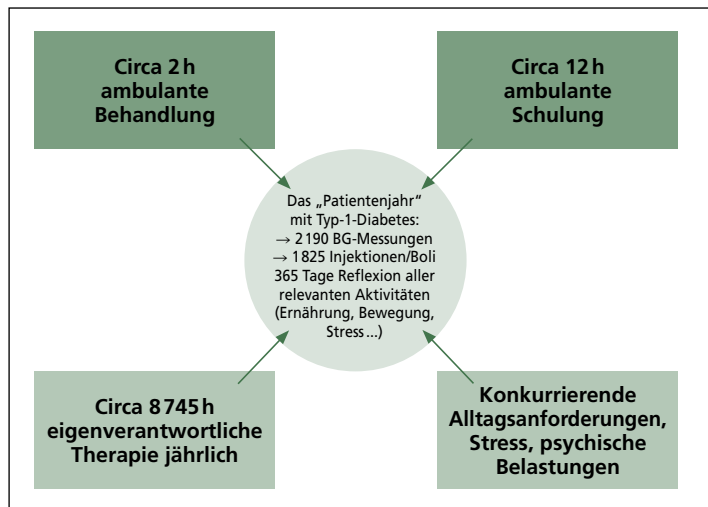 Circa 2 h
ambulante
Behandlung
Circa 12 h
ambulante
Schulung
Das „Patientenjahr“
mit Typ-1-Diabetes:
→ 2 190 BG-Messungen
→ 1 825 Injektionen/Boli
365 Tage Reflexion aller
relevanten Aktivitäten
(Ernährung, Bewegung,
Stress ...)
Circa 8 745 h
eigenverantwortliche
Therapie jährlich
Konkurrierende
Alltagsanforderungen,
Stress, psychische
Belastungen